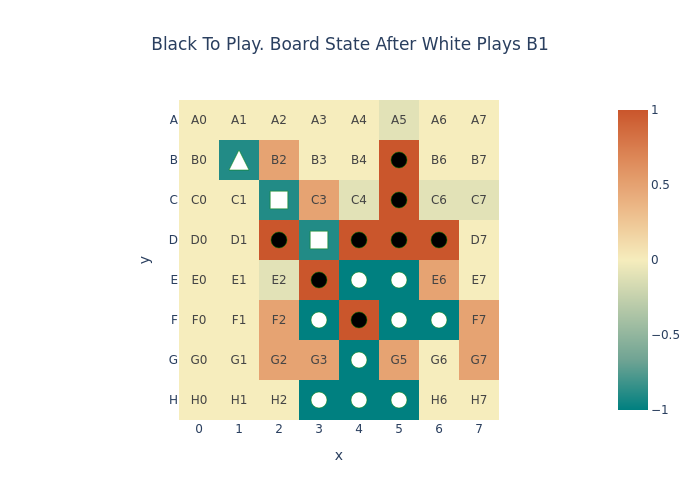 Black To Play. Board State After White Plays B1
A A0 A1 A2 A3 A4 A5 A6 A7
B B0 B2 B3 B4 B6 B7
C C0 C1 C3 C4 C6 C7
D D0 D1 D7
E E0 E1 E2 E6 E7
F F0 F1 F2 F7
G G0 G1 G2 G3 G5 G6 G7
H H0 H1 H2 H6 H7
0 1 2 3 4 5 6 7
x
y
1
0.5
0
−0.5
−1